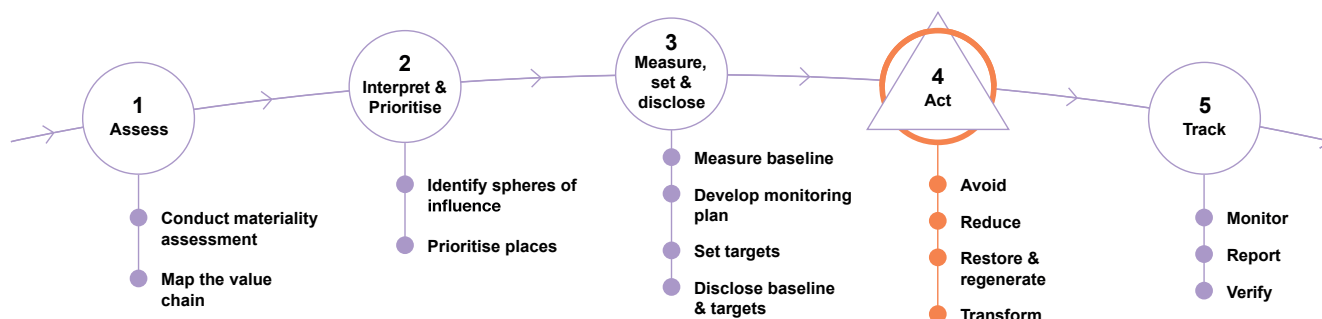 1
Assess
Conduct materiality
assessment
Map the value
chain
2
Interpret &
Prioritise
Identify spheres of
influence
Prioritise places
3
Measure,
set &
disclose
Measure baseline
Develop monitoring
plan
Set targets
Disclose baseline
& targets
4
Act
Avoid
Reduce
Restore &
regenerate
Transform
5
Track
Monitor
Report
Verify